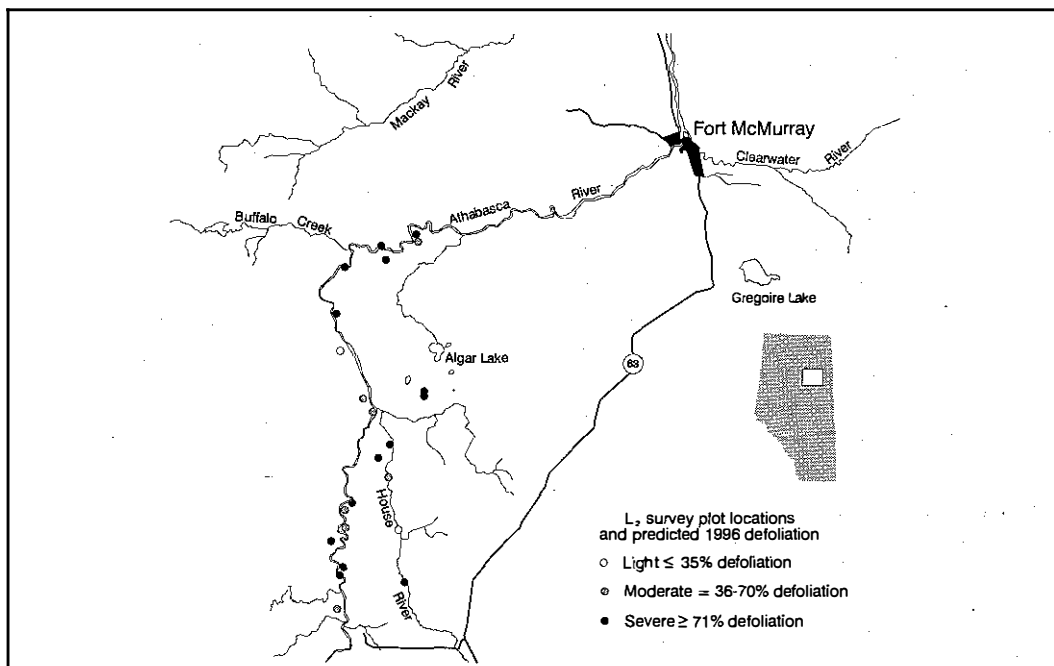 Mackay
River
Fort McMurray
Clearwater
River
Athabasca
River
Buffalo
Creek
Gregoire Lake
Algar Lake
63
House
River
L₂ survey plot locations
and predicted 1996 defoliation
Light ≤ 35% defoliation
Moderate = 36-70% defoliation
Severe ≥ 71% defoliation